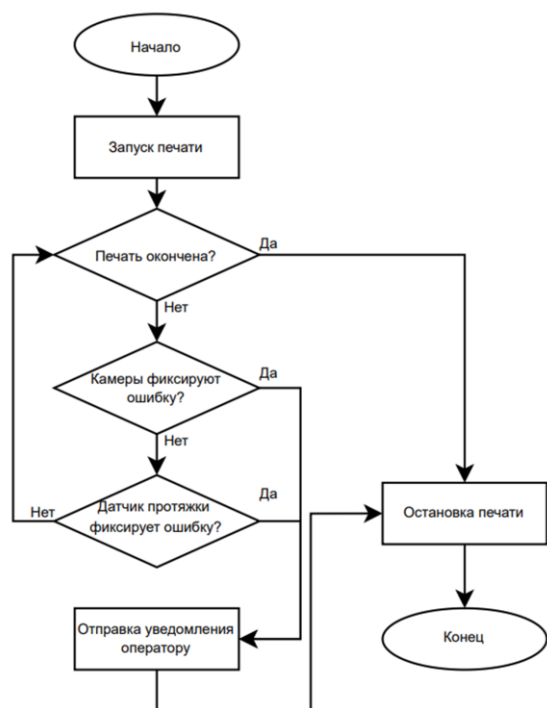 Начало
Запуск печати
Печать окончена?
Да
Нет
Камеры фиксируют
ошибку?
Да
Нет
Датчик протяжки
фиксирует ошибку?
Да
Нет
Остановка печати
Отправка уведомления
оператору
Конец